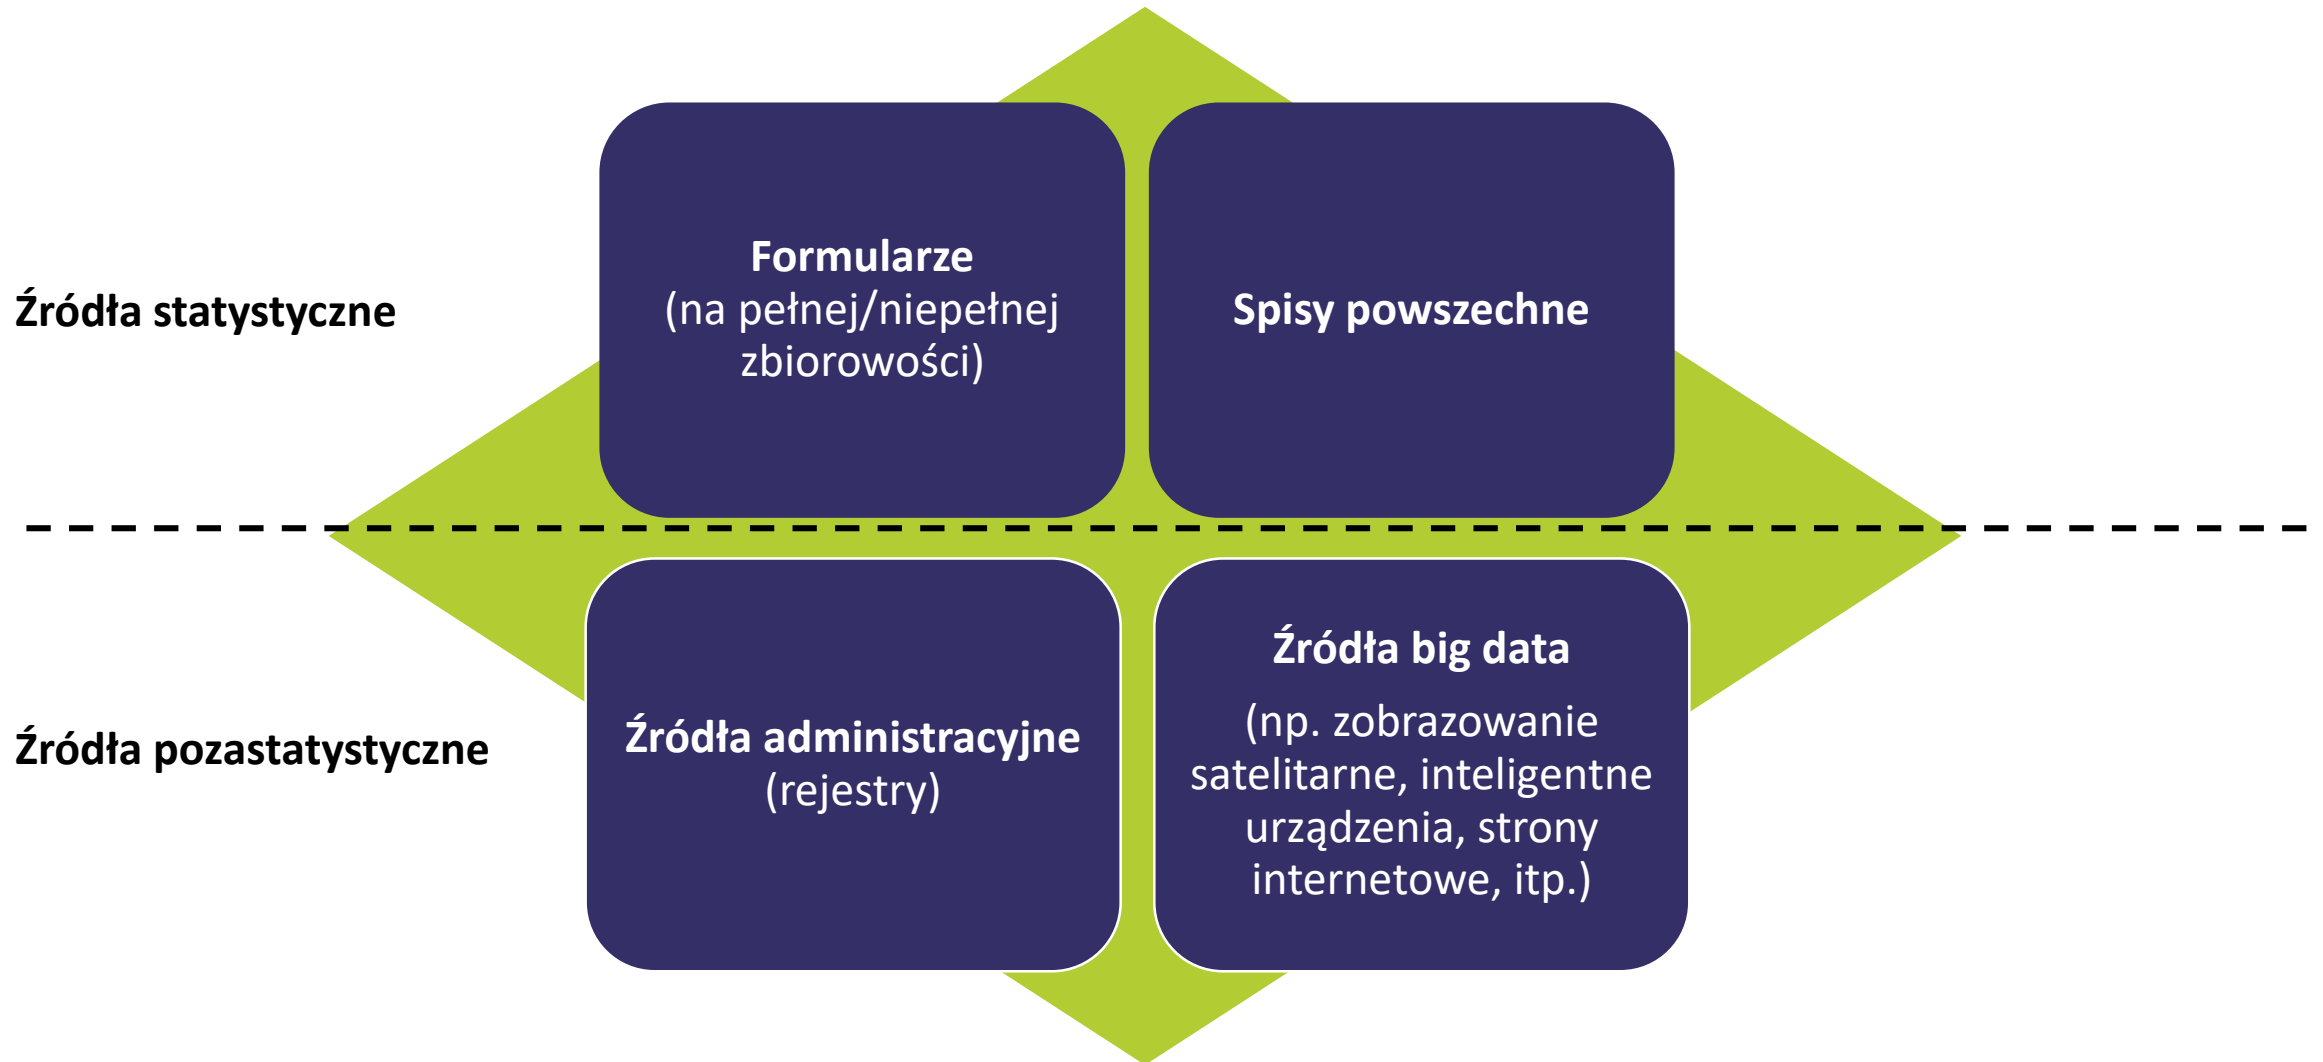 Źródła statystyczne
Formularze
(na pełnej/niepełnej
zbiorowości)
Spisy powszechne
Źródła pozastatystyczne
Źródła administracyjne
(rejestry)
Źródła big data
(np. zobrazowanie
satelitarne, inteligentne
urządzenia, strony
internetowe, itp.)